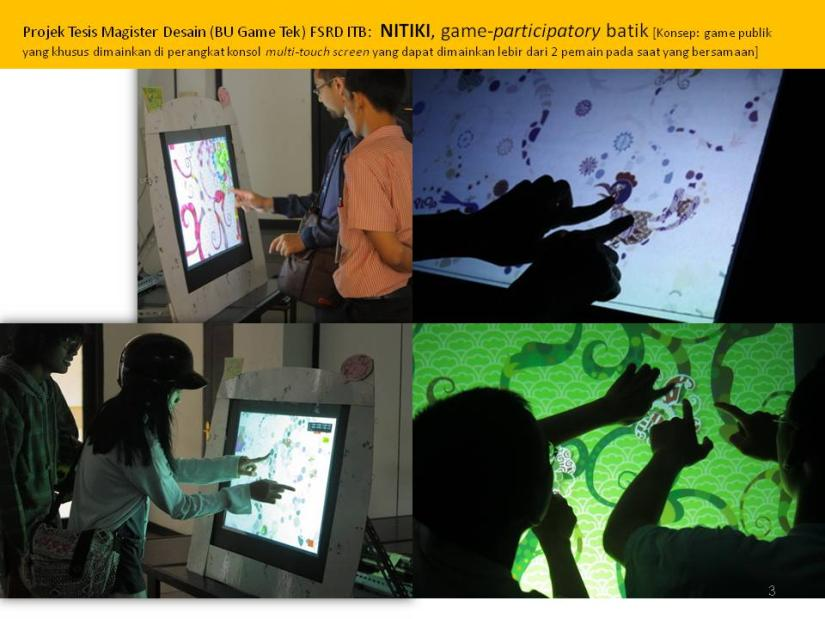 Projek Tesis Magister Desain (BU Game Tek) FSRD ITB: NITIKI, game-participatory batik [Konsep: game publik
yang khusus dimainkan di perangkat konsol multi-touch screen yang dapat dimainkan lebir dari 2 pemain pada saat yang bersamaan]
3